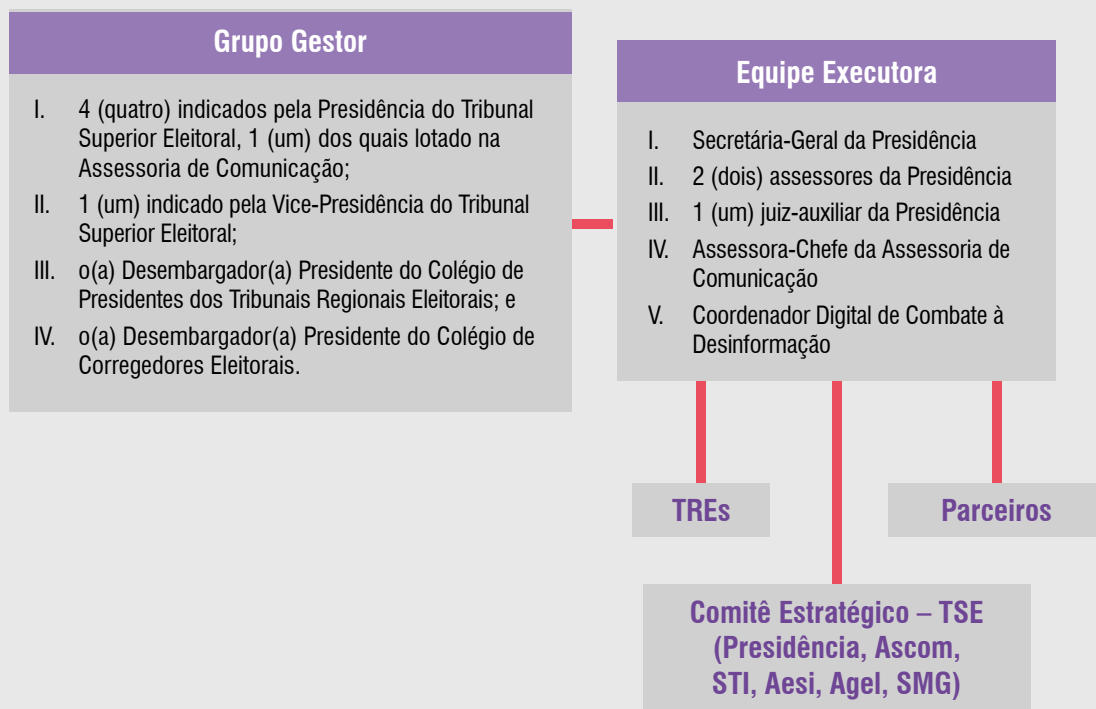 Grupo Gestor
I. 4 (quatro) indicados pela Presidência do Tribunal
Superior Eleitoral, 1 (um) dos quais lotado na
Assessoria de Comunicação;
II. 1 (um) indicado pela Vice-Presidência do Tribunal
Superior Eleitoral;
III. o(a) Desembargador(a) Presidente do Colégio de
Presidentes dos Tribunais Regionais Eleitorais; e
IV. o(a) Desembargador(a) Presidente do Colégio de
Corregedores Eleitorais.
Equipe Executora
I. Secretária-Geral da Presidência
II. 2 (dois) assessores da Presidência
III. 1 (um) juiz-auxiliar da Presidência
IV. Assessora-Chefe da Assessoria de
Comunicação
V. Coordenador Digital de Combate à
Desinformação
TREs
Parceiros
Comitê Estratégico – TSE
(Presidência, Ascom,
STI, Aesi, Agel, SMG)